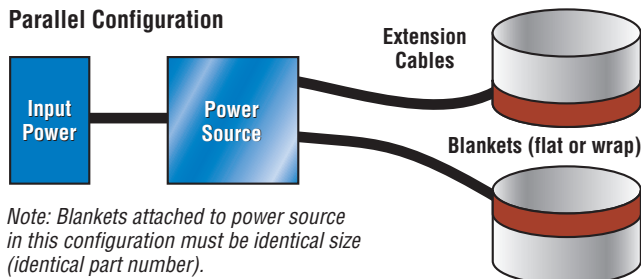 Parallel Configuration
Extension
Cables
Input
Power
Power
Source
Blankets (flat or wrap)
Note: Blankets attached to power source
in this configuration must be identical size
(identical part number).